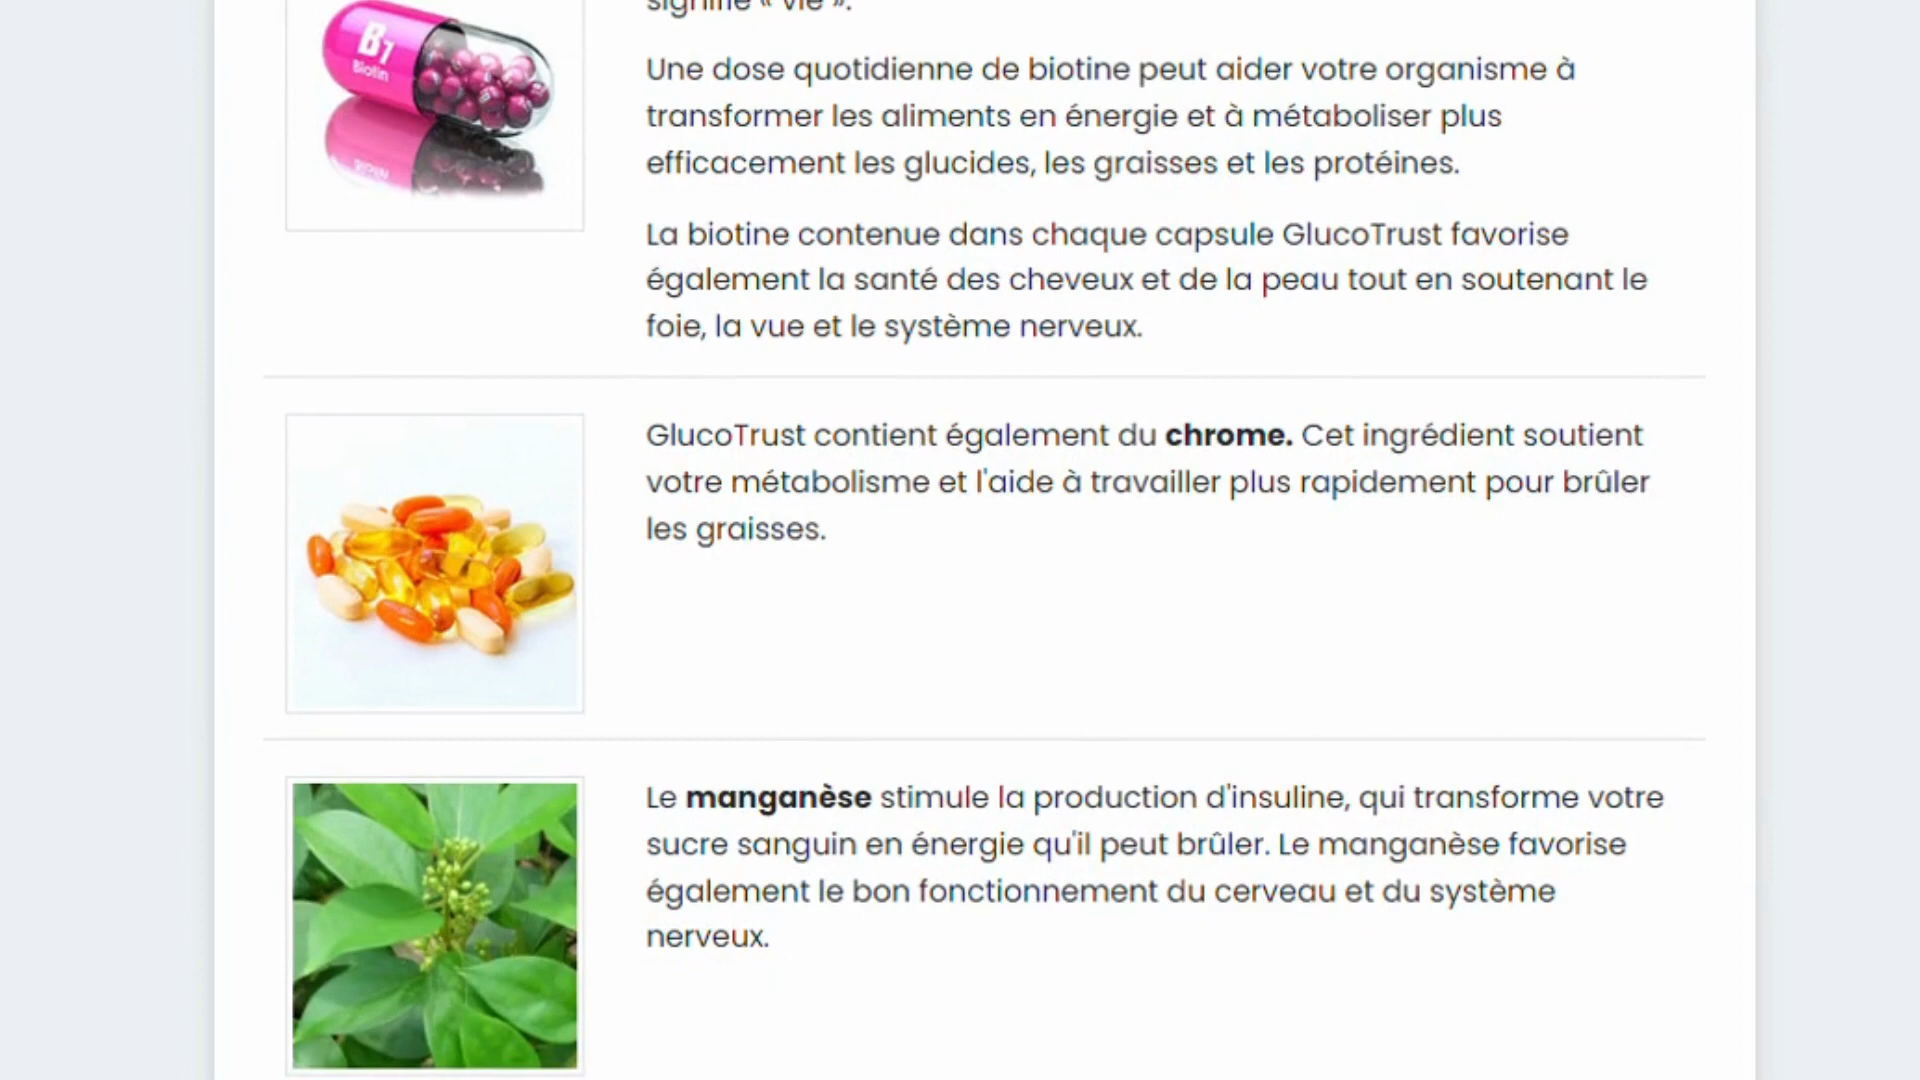 signifie « vie ».
B7
Biotin
Une dose quotidienne de biotine peut aider votre organisme à
transformer les aliments en énergie et à métaboliser plus
efficacement les glucides, les graisses et les protéines.
La biotine contenue dans chaque capsule GlucoTrust favorise
également la santé des cheveux et de la peau tout en soutenant le
foie, la vue et le système nerveux.
GlucoTrust contient également du chrome. Cet ingrédient soutient
votre métabolisme et l'aide à travailler plus rapidement pour brûler
les graisses.
Le manganèse stimule la production d'insuline, qui transforme votre
sucre sanguin en énergie qu'il peut brûler. Le manganèse favorise
également le bon fonctionnement du cerveau et du système
nerveux.